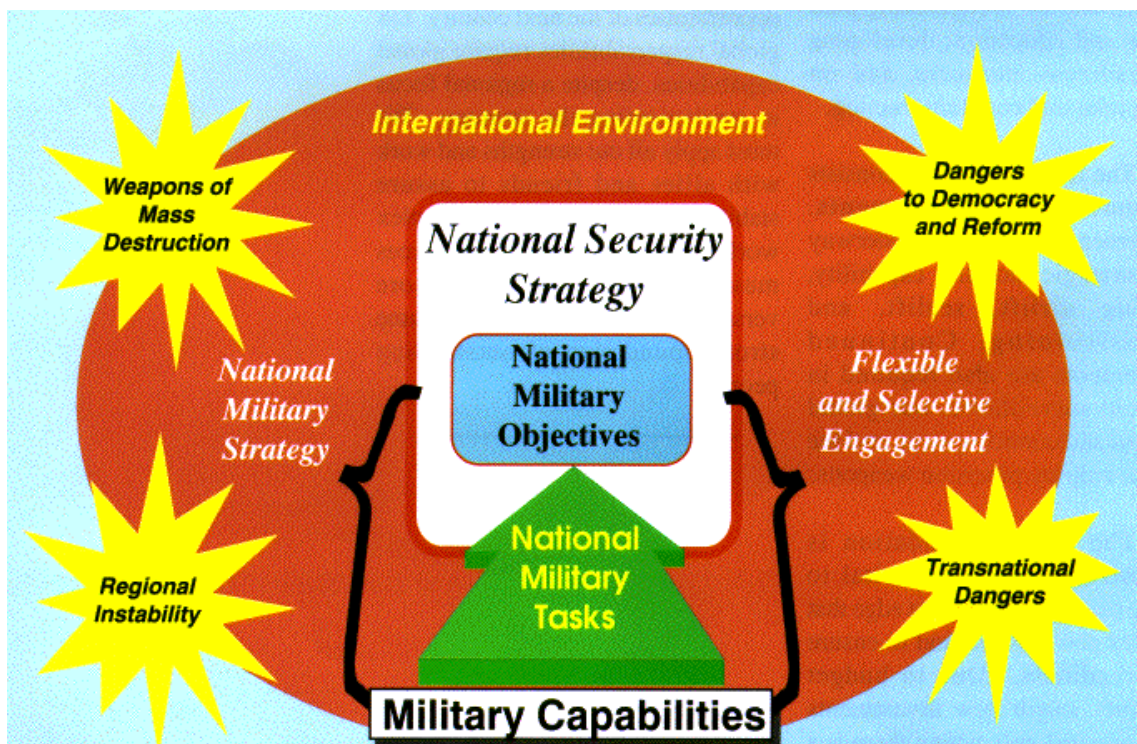 International Environment
Weapons of
Mass
Destruction
Dangers
to Democracy
and Reform
National Security
Strategy
National
Military
Strategy
National
Military
Objectives
Flexible
and Selective
Engagement
National
Military
Tasks
Regional
Instability
Transnational
Dangers
Military Capabilities